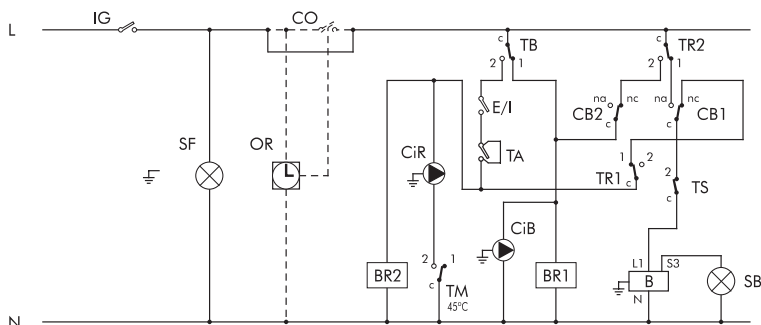 IG
CO
L
c
TB
2
1
c
TR2
2
1
E/I
na
nc
CB2
c
na
nc
CB1
c
SF
OR
CiR
TA
1
2
TR1
c
2
TS
c
CiB
BR2
2
1
c
TM
45°C
BR1
L1
S3
B
N
SB
N